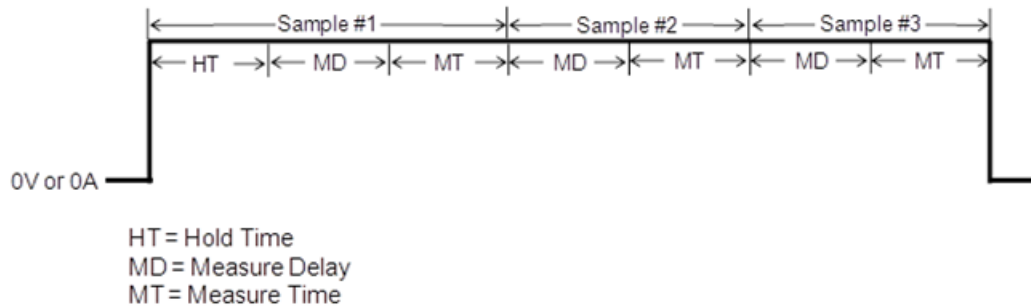 Sample #1 Sample #2 Sample #3
HT MD MT MD MT MD MT
0V or 0A
HT = Hold Time
MD = Measure Delay
MT = Measure Time